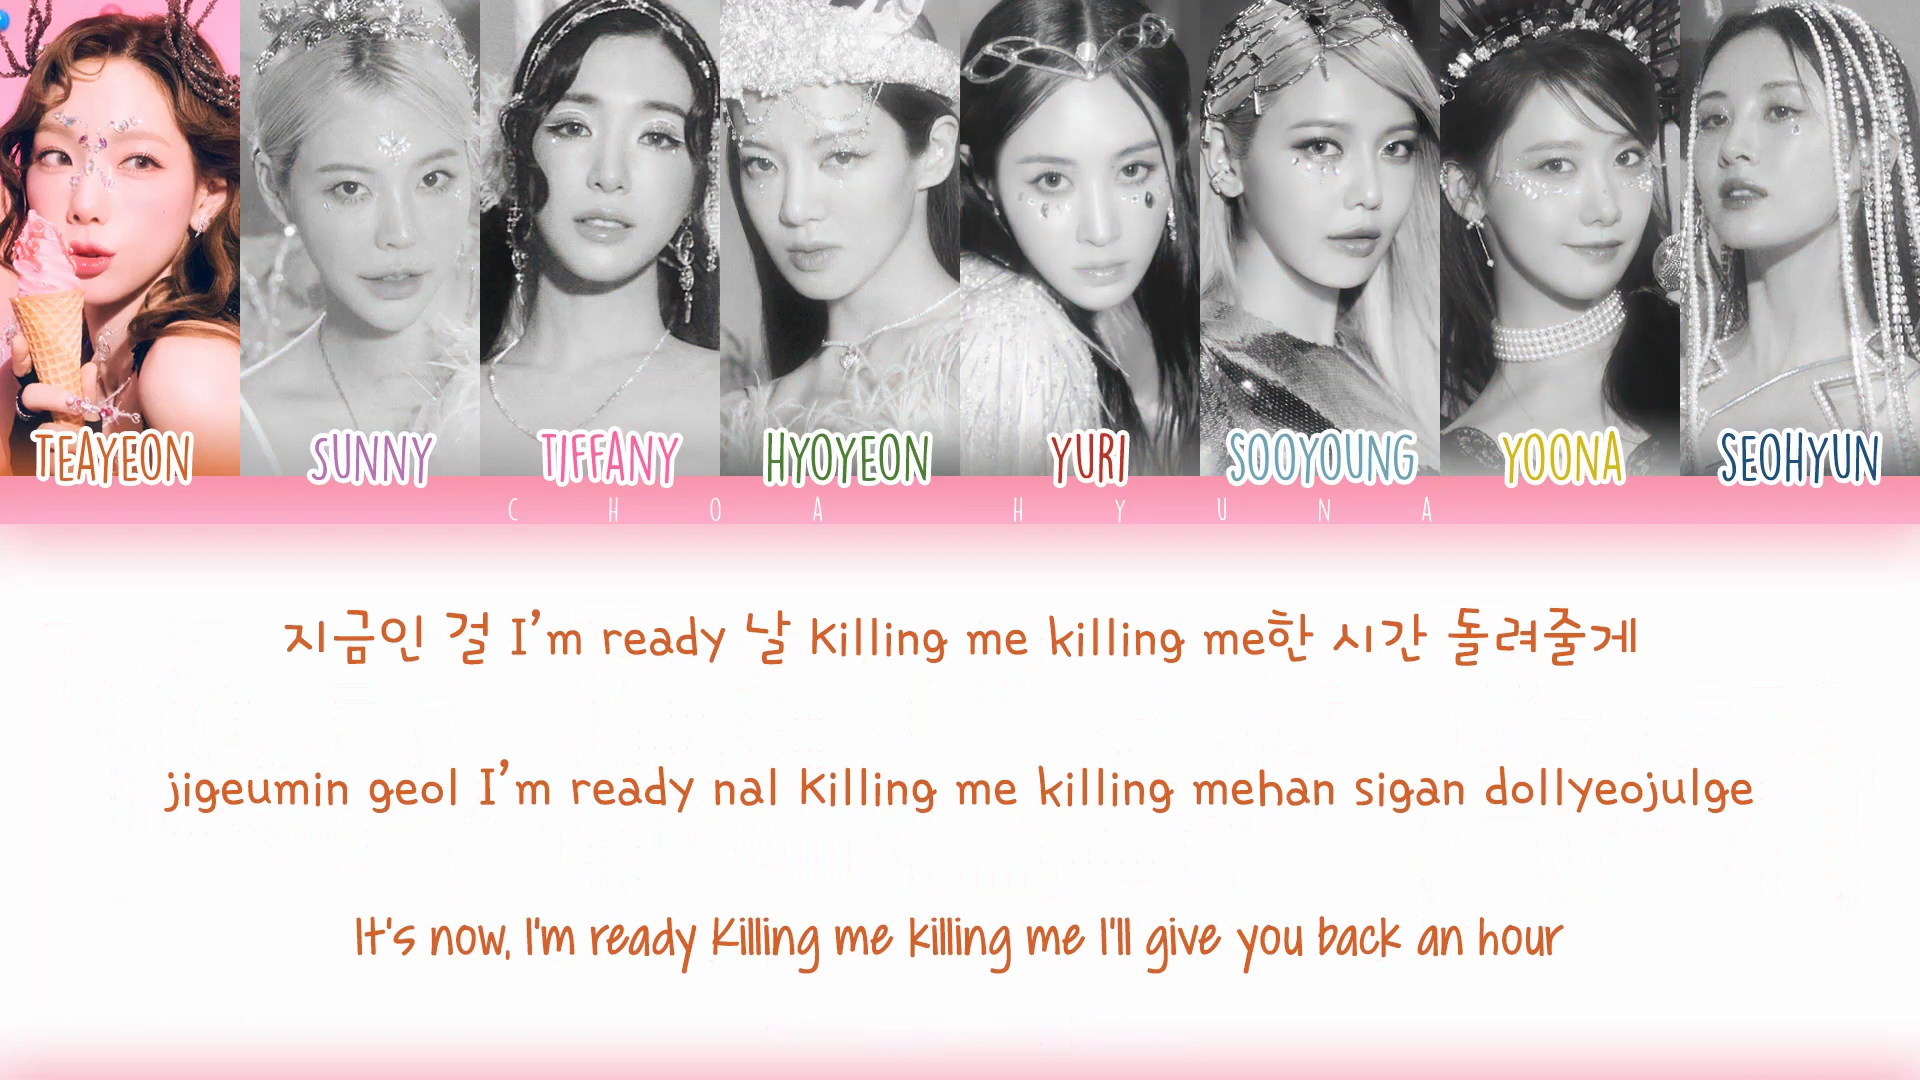 TEAYEON SUNNY TIFFANY HYOYEON YURI SOOYOUNG YOONA SEOHYUN
CHOA HYUNA
지금인 걸 I'm ready 날 Killing me killing me한 시간 돌려줄게
jigeumin geol I'm ready nal Killing me killing mehan sigan dollyeojulge
It's now, I'm ready Killing me killing me I'll give you back an hour